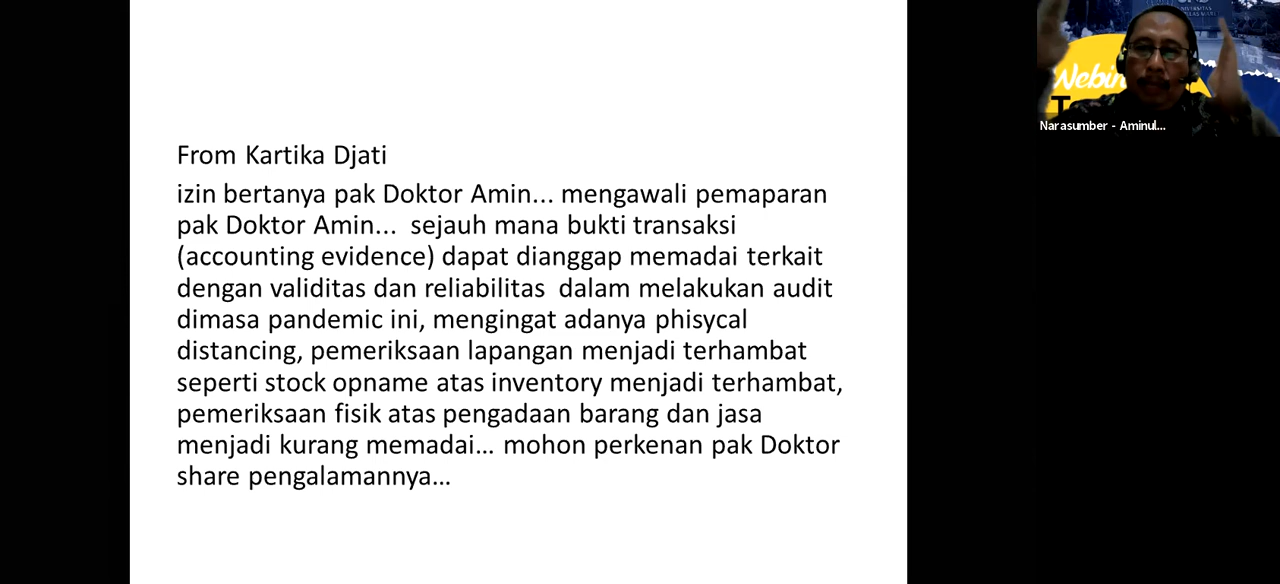 From Kartika Djati
izin bertanya pak Doktor Amin... mengawali pemaparan
pak Doktor Amin...  sejauh mana bukti transaksi
(accounting evidence) dapat dianggap memadai terkait
dengan validitas dan reliabilitas  dalam melakukan audit
dimasa pandemic ini, mengingat adanya phisycal
distancing, pemeriksaan lapangan menjadi terhambat
seperti stock opname atas inventory menjadi terhambat,
pemeriksaan fisik atas pengadaan barang dan jasa
menjadi kurang memadai... mohon perkenan pak Doktor
share pengalamannya...
Narasumber - Aminul...